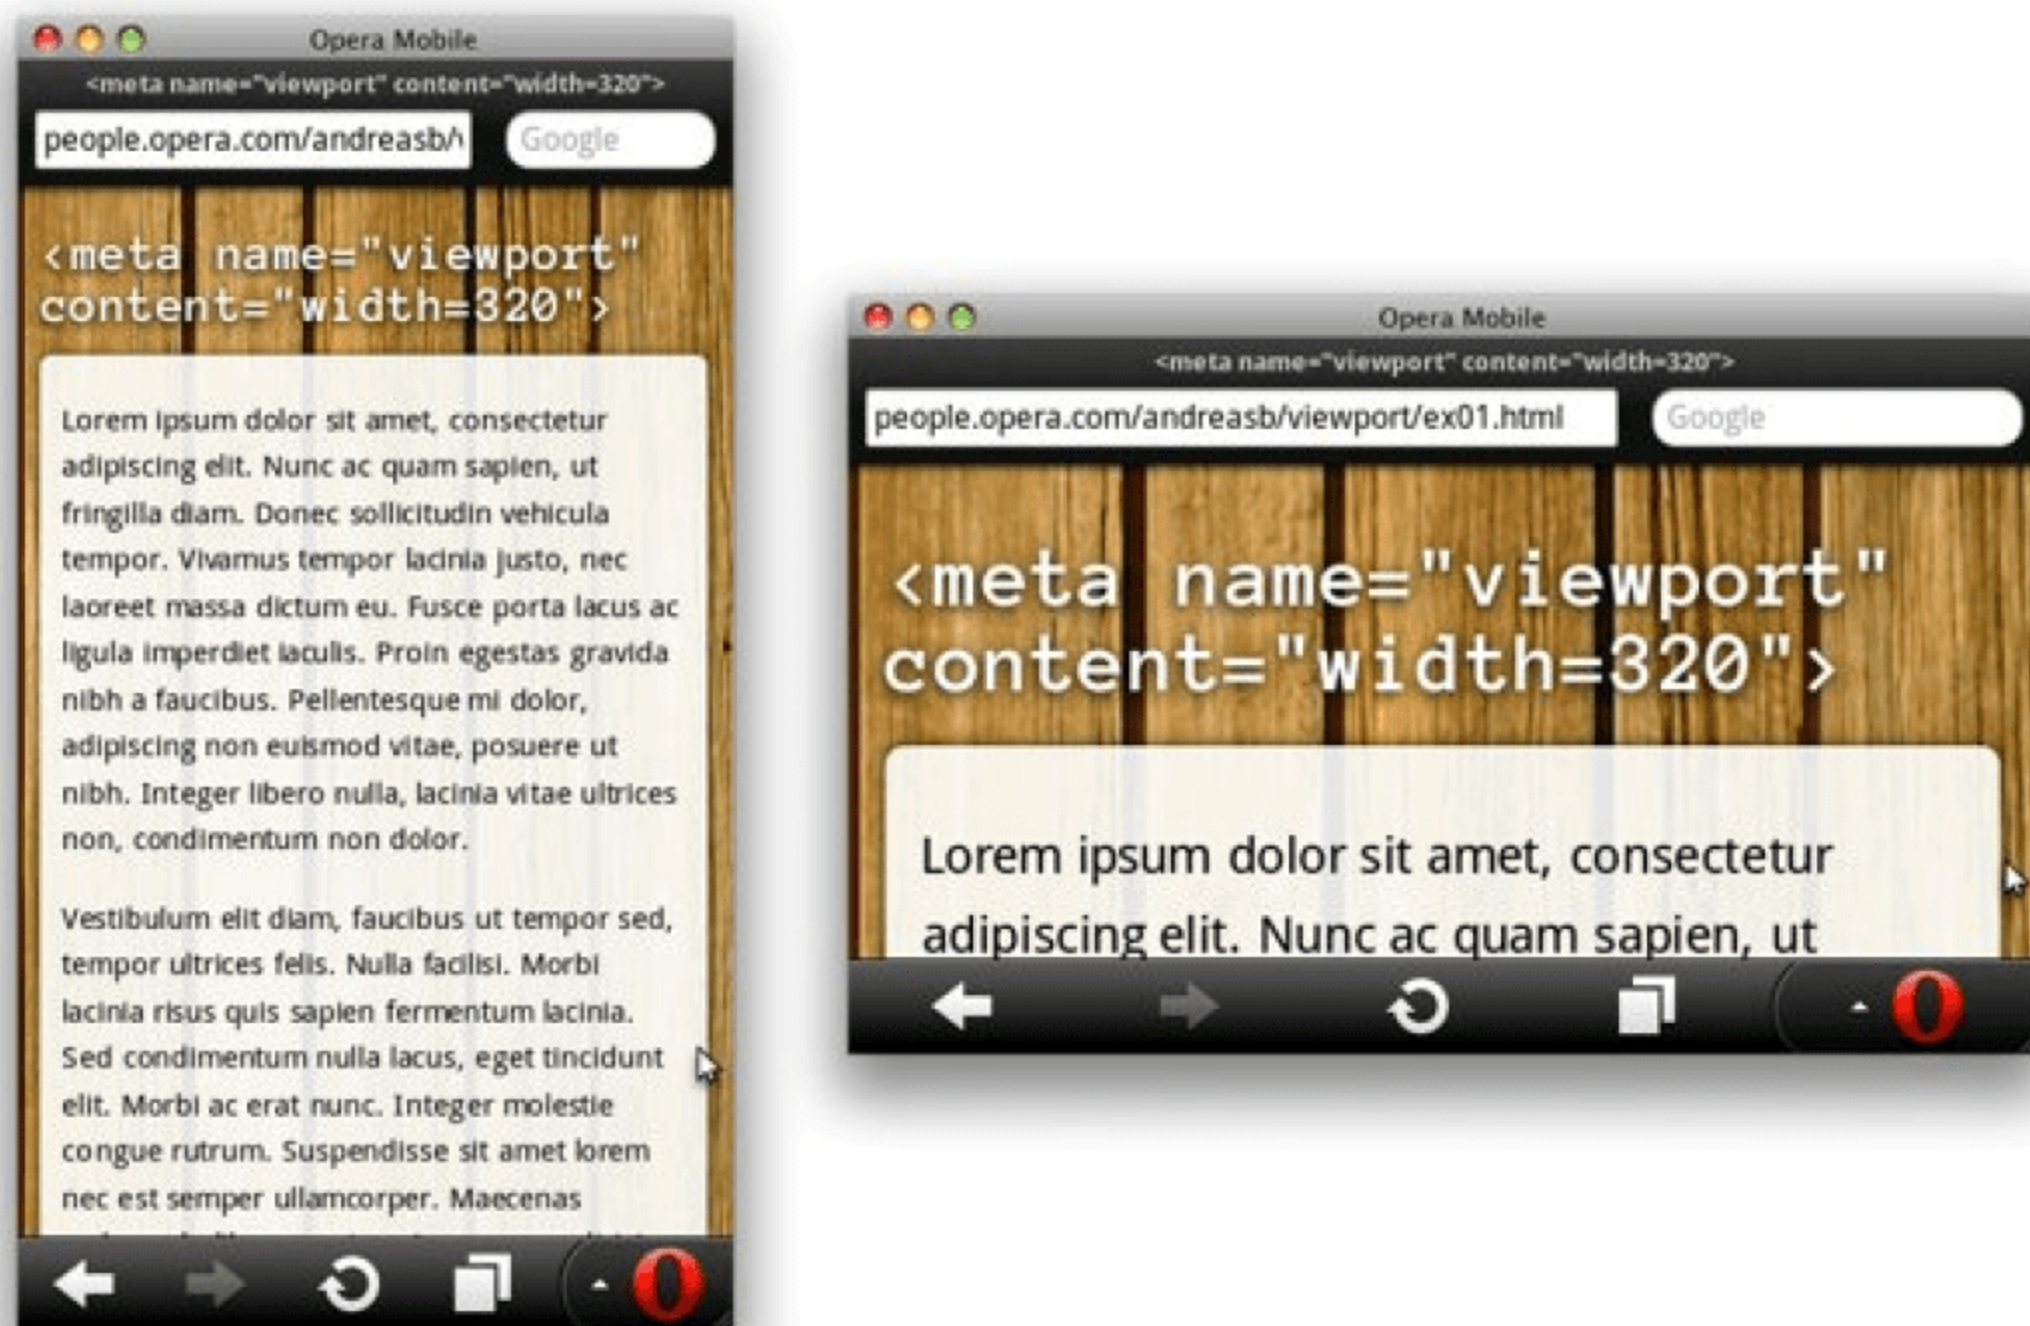 Opera Mobile
<meta name="viewport" content="width=320">
people.opera.com/andreasb/
Google
<meta name="viewport"
content="width=320">
Lorem ipsum dolor sit amet, consectetur
adipiscing elit. Nunc ac quam sapien, ut
fringilla diam. Donec sollicitudin vehicula
tempor. Vivamus tempor lacinia justo, nec
laoreet massa dictum eu. Fusce porta lacus ac
ligula imperdiet iaculis. Proin egestas gravida
nibh a faucibus. Pellentesque mi dolor,
adipiscing non euismod vitae, posuere ut
nibh. Integer libero nulla, lacinia vitae ultrices
non, condimentum non dolor.
Vestibulum elit diam, faucibus ut tempor sed,
tempor ultrices felis. Nulla facilisi. Morbi
lacinia risus quis sapien fermentum lacinia.
Sed condimentum nulla lacus, eget tincidunt
elit. Morbi ac erat nunc. Integer molestie
congue rutrum. Suspendisse sit amet lorem
nec est semper ullamcorper. Maecenas
Opera Mobile
<meta name="viewport" content="width=320">
people.opera.com/andreasb/viewport/ex01.html
Google
<meta name="viewport"
content="width=320">
Lorem ipsum dolor sit amet, consectetur
adipiscing elit. Nunc ac quam sapien, ut